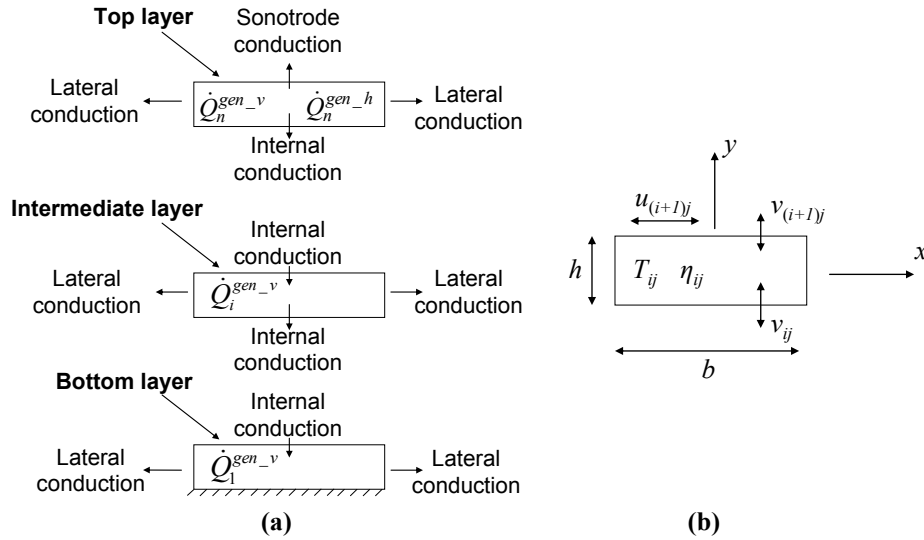 Top layer
Sonotrode
conduction
Lateral
conduction
Q̇_n^{gen_v}
Q̇_n^{gen_h}
Lateral
conduction
Internal
conduction
Intermediate layer
Internal
conduction
Lateral
conduction
Q̇_i^{gen_v}
Lateral
conduction
Internal
conduction
Bottom layer
Internal
conduction
Lateral
conduction
Q̇_1^{gen_v}
Lateral
conduction
(a)
y
u_{(i+1)j}
v_{(i+1)j}
x
h
T_{ij} η_{ij}
v_{ij}
b
(b)